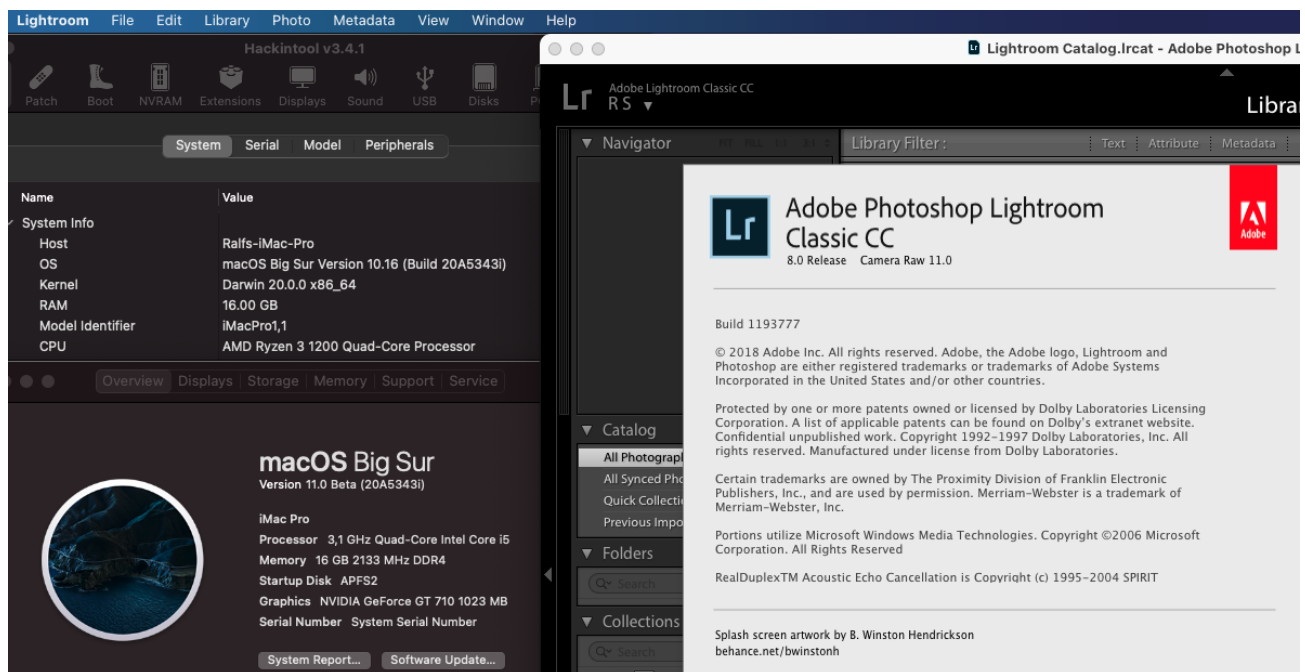 Lightroom File Edit Library Photo Metadata View Window Help
Hackintool v3.4.1
Patch Boot NVRAM Extensions Displays Sound USB Disks
System Serial Model Peripherals
Name Value
System Info
Host Ralfs-iMac-Pro
OS macOS Big Sur Version 10.16 (Build 20A5343i)
Kernel Darwin 20.0.0 x86_64
RAM 16.00 GB
Model Identifier iMacPro1,1
CPU AMD Ryzen 3 1200 Quad-Core Processor
Overview Displays Storage Memory Support Service
macOS Big Sur
Version 11.0 Beta (20A5343i)
iMac Pro
Processor 3,1 GHz Quad-Core Intel Core i5
Memory 16 GB 2133 MHz DDR4
Startup Disk APFS2
Graphics NVIDIA GeForce GT 710 1023 MB
Serial Number System Serial Number
System Report... Software Update...
Lr Lightroom Catalog.lrcat - Adobe Photoshop L
Lr Adobe Lightroom Classic CC
R S
Librar
Navigator FIT FILL
Library Filter : Text Attribute Metadata
Catalog
All Photograp
All Synced Pho
Quick Collecti
Previous Impo
Folders
Search
Collections
Search
Lr Adobe Photoshop Lightroom
Classic CC
8.0 Release Camera Raw 11.0
Adobe
Build 1193777
© 2018 Adobe Inc. All rights reserved. Adobe, the Adobe logo, Lightroom and
Photoshop are either registered trademarks or trademarks of Adobe Systems
Incorporated in the United States and/or other countries.
Protected by one or more patents owned or licensed by Dolby Laboratories Licensing
Corporation. A list of applicable patents can be found on Dolby's extranet website.
Confidential unpublished work. Copyright 1992-1997 Dolby Laboratories, Inc. All
rights reserved. Manufactured under license from Dolby Laboratories.
Certain trademarks are owned by The Proximity Division of Franklin Electronic
Publishers, Inc., and are used by permission. Merriam-Webster is a trademark of
Merriam-Webster, Inc.
Portions utilize Microsoft Windows Media Technologies. Copyright ©2006 Microsoft
Corporation. All Rights Reserved
RealDuplexTM Acoustic Echo Cancellation is Copyright (c) 1995-2004 SPIRIT
Splash screen artwork by B. Winston Hendrickson
behance.net/bwinstonh